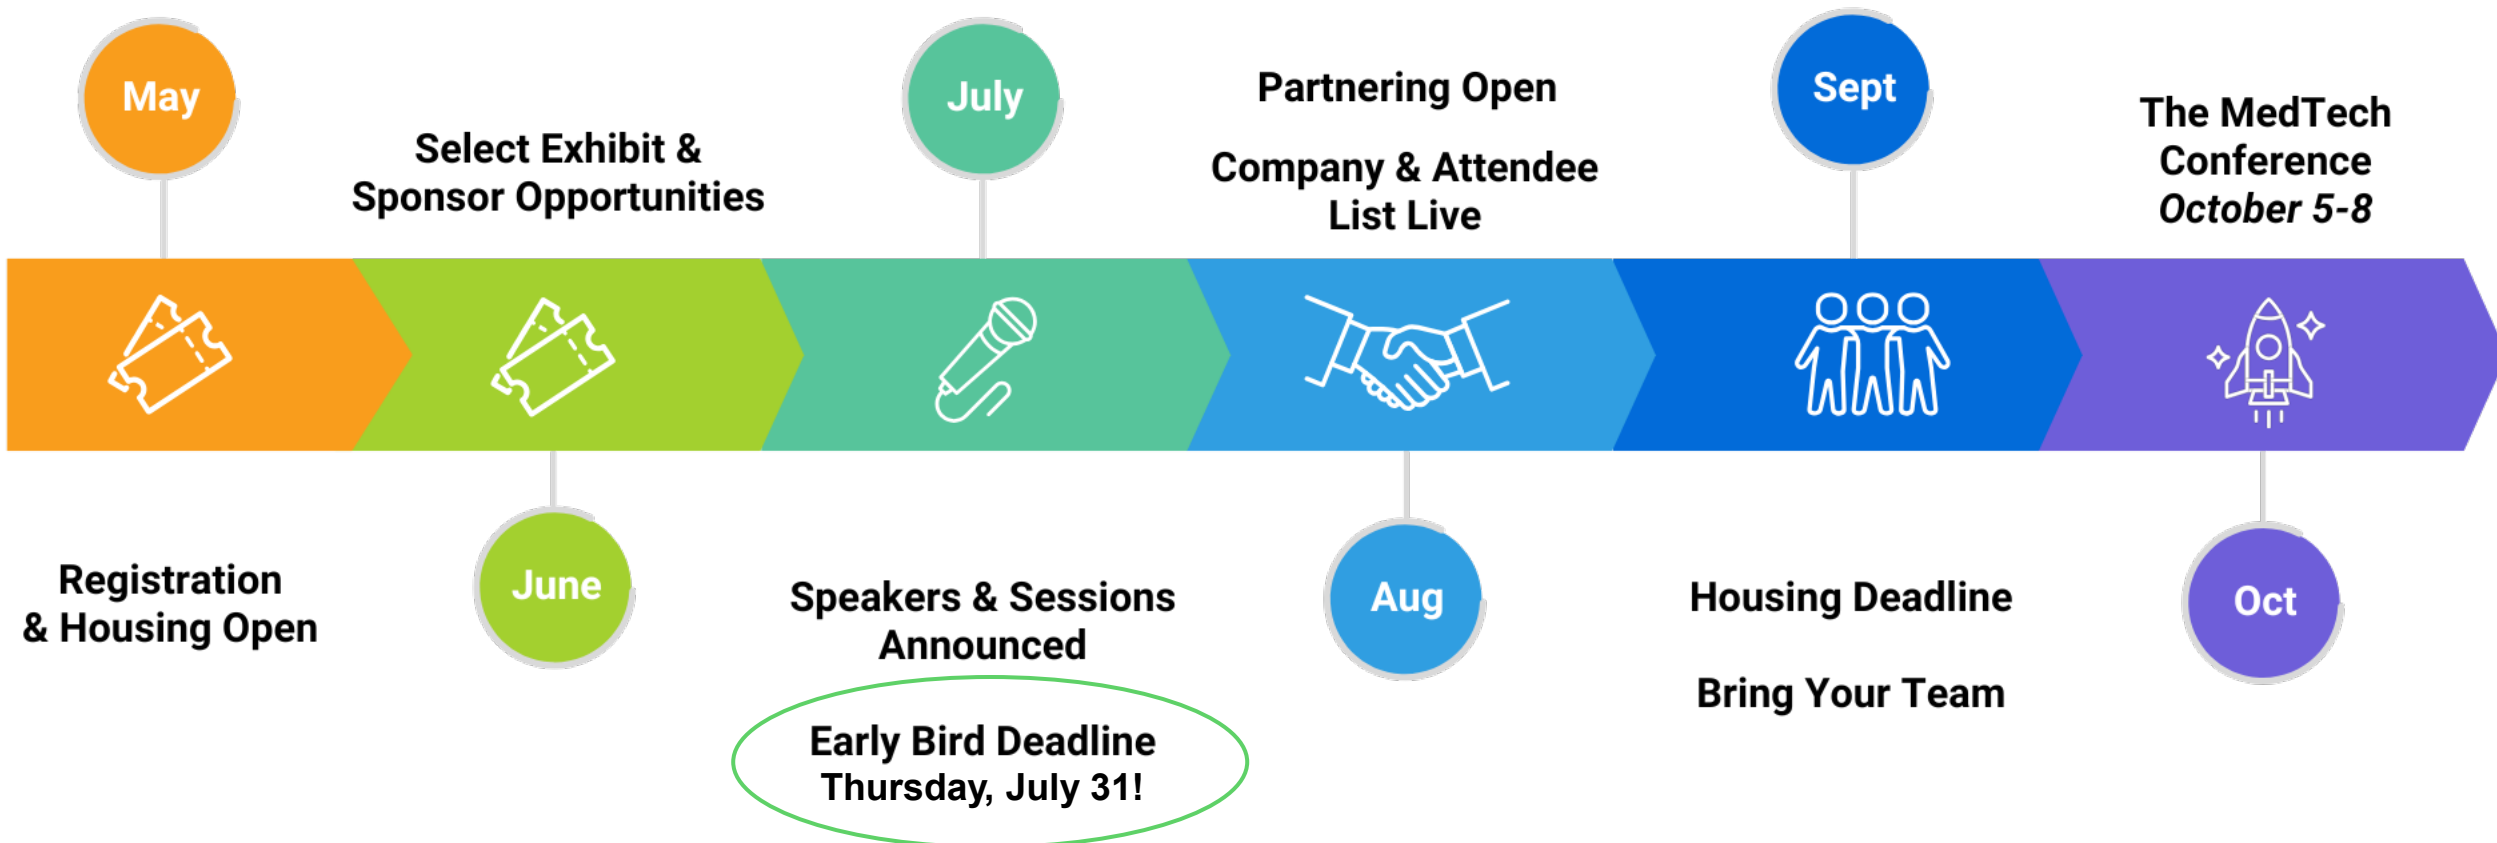 May
Registration
& Housing Open
Select Exhibit &
Sponsor Opportunities
June
July
Speakers & Sessions
Announced
Early Bird Deadline
Thursday, July 31!
Partnering Open
Company & Attendee
List Live
Aug
Sept
Housing Deadline
Bring Your Team
The MedTech
Conference
October 5-8
Oct